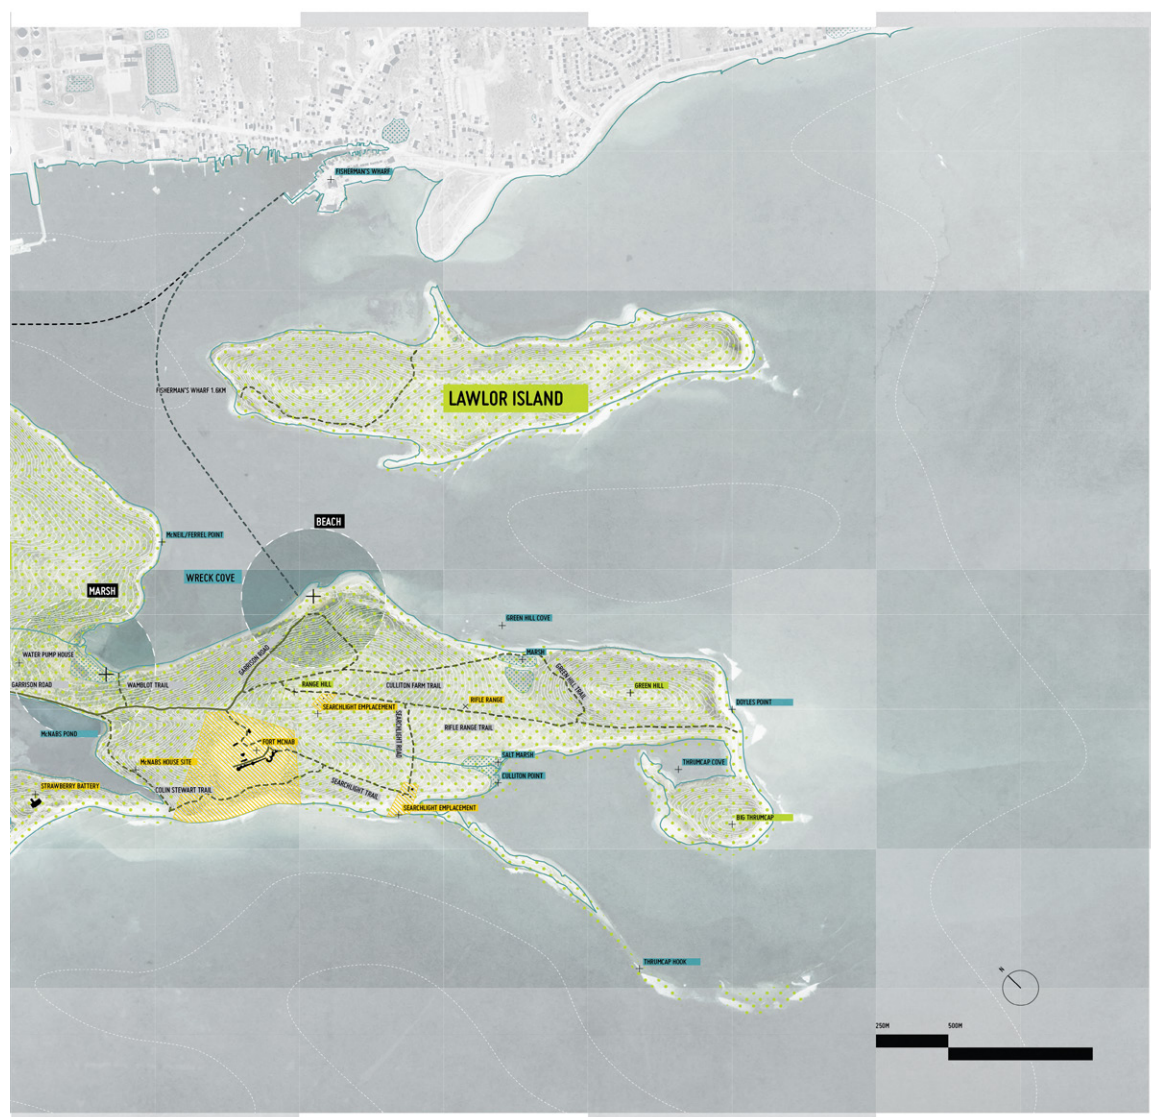 FISHERMAN'S WHARF
FISHERMAN'S WHARF 1.6KM
LAWLOR ISLAND
BEACH
McNEIL/FERREL POINT
WRECK COVE
MARSH
GREEN HILL COVE
WATER PUMP HOUSE
MARSH
GARRISON ROAD
GARRISON ROAD
WAMBLOT TRAIL
RANGE HILL
CULLITON FARM TRAIL
GREEN HILL TRAIL
GREEN HILL
RIFLE RANGE
DOYLES POINT
SEARCHLIGHT EMPLACEMENT
SEARCHLIGHT ROAD
RIFLE RANGE TRAIL
McNABS POND
FORT MCNAB
SALT MARSH
THRUMCAP COVE
McNABS HOUSE SITE
CULLITON POINT
STRAWBERRY BATTERY
COLIN STEWART TRAIL
SEARCHLIGHT TRAIL
SEARCHLIGHT EMPLACEMENT
BIG THRUMCAP
THRUMCAP HOOK
N
250M
500M